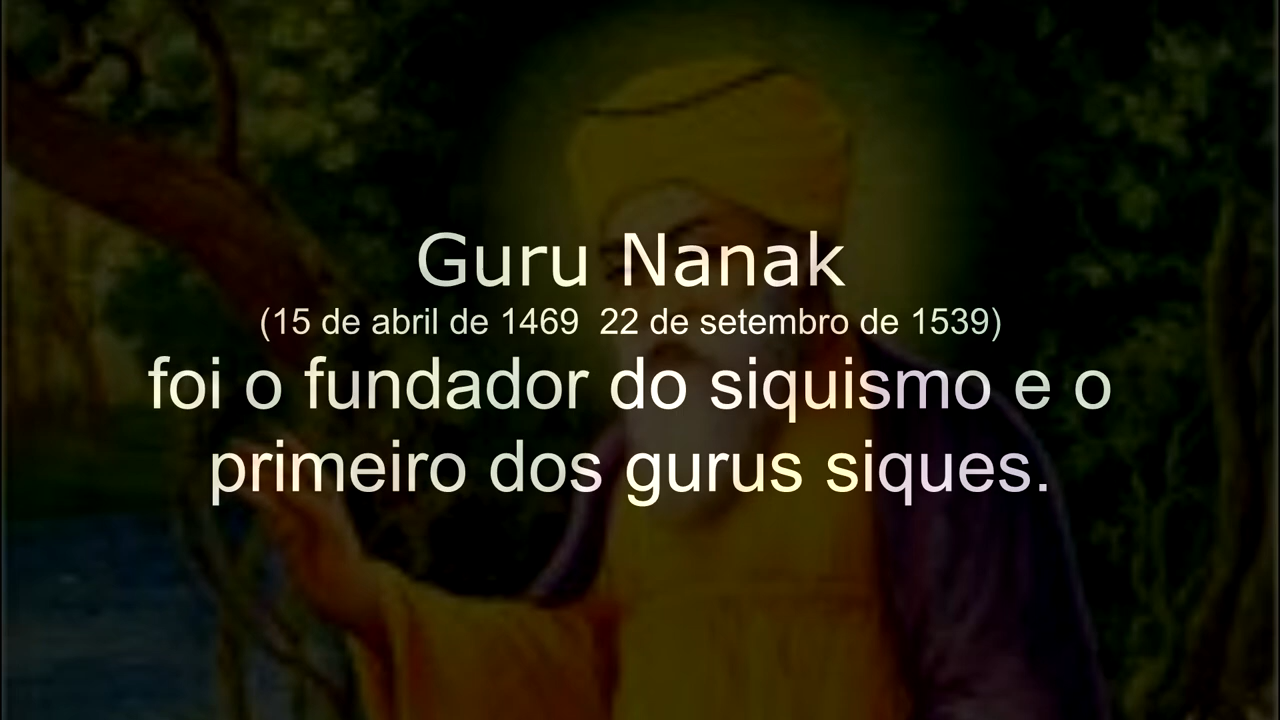 Guru Nanak
(15 de abril de 1469  22 de setembro de 1539)
foi o fundador do siquismo e o
primeiro dos gurus siques.